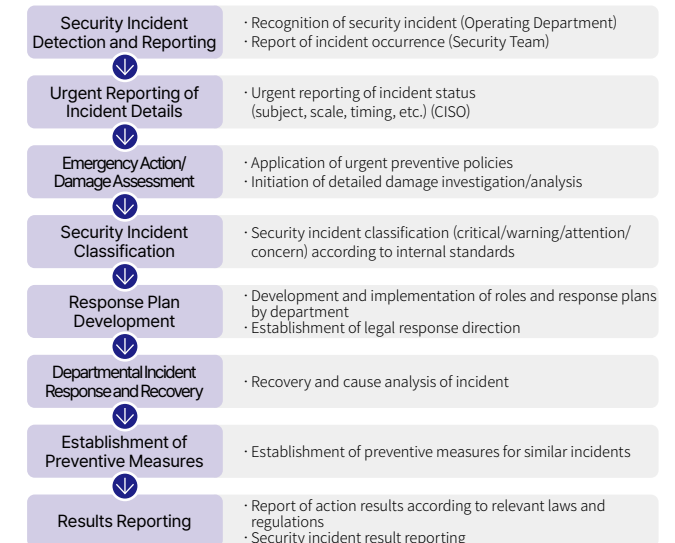 Security Incident
Detection and Reporting
· Recognition of security incident (Operating Department)
· Report of incident occurrence (Security Team)
Urgent Reporting of
Incident Details
· Urgent reporting of incident status
(subject, scale, timing, etc.) (CISO)
Emergency Action/
Damage Assessment
· Application of urgent preventive policies
· Initiation of detailed damage investigation/analysis
Security Incident
Classification
· Security incident classification (critical/warning/attention/
concern) according to internal standards
Response Plan
Development
· Development and implementation of roles and response plans
by department
· Establishment of legal response direction
Departmental Incident
Response and Recovery
· Recovery and cause analysis of incident
Establishment of
Preventive Measures
· Establishment of preventive measures for similar incidents
Results Reporting
· Report of action results according to relevant laws and
regulations
· Security incident result reporting